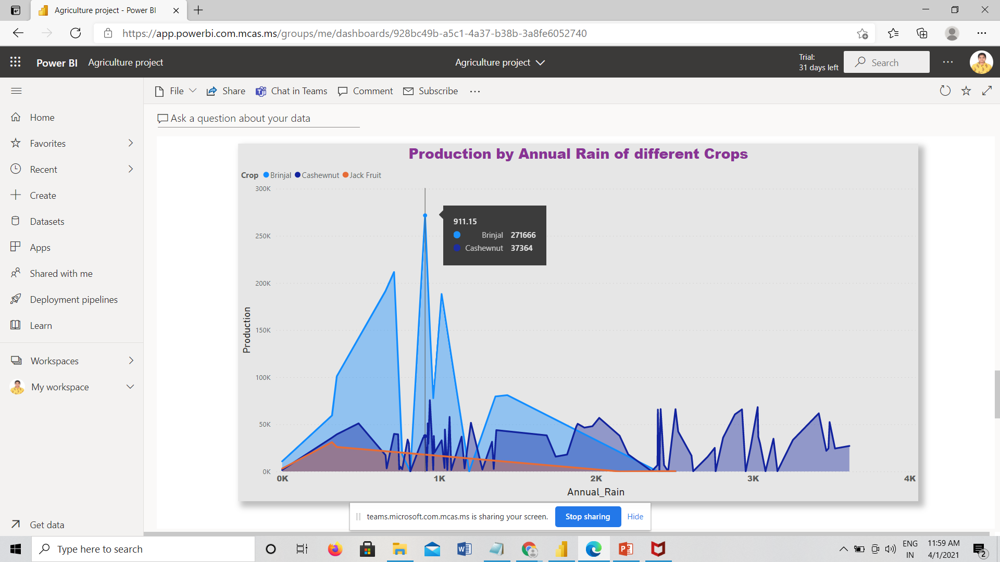 Agriculture project - Power BI
https://app.powerbi.com.mcas.ms/groups/me/dashboards/928bc49b-a5c1-4a37-b38b-3a8fe6052740
Power BI Agriculture project
Agriculture project
Trial:
31 days left
Search
File Share Chat in Teams Comment Subscribe
Ask a question about your data
Home
Favorites
Recent
Create
Datasets
Apps
Shared with me
Deployment pipelines
Learn
Workspaces
My workspace
Get data
Production by Annual Rain of different Crops
Crop Brinjal Cashewnut Jack Fruit
300K
250K
200K
150K
100K
50K
0K
Production
911.15
Brinjal 271666
Cashewnut 37364
0K 1K 2K 3K 4K
Annual_Rain
teams.microsoft.com.mcas.ms is sharing your screen. Stop sharing Hide
Type here to search
ENG
IN
11:59 AM
4/1/2021
2